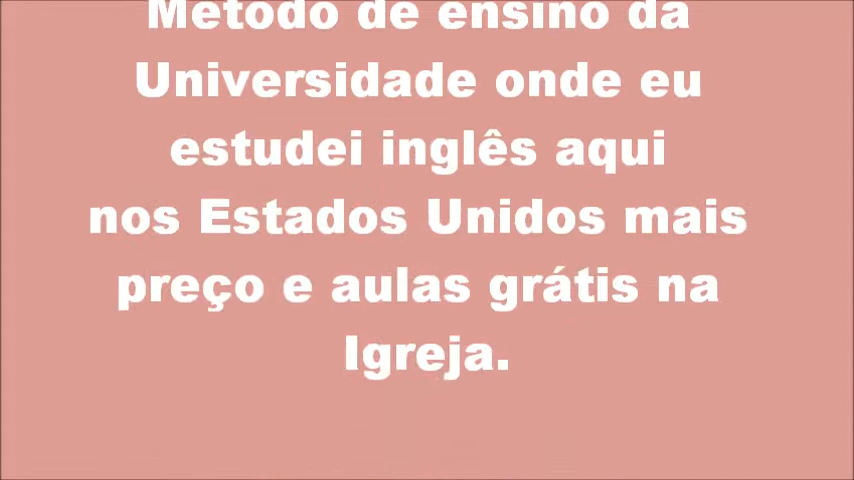 Método de ensino da
Universidade onde eu
estudei inglês aqui
nos Estados Unidos mais
preço e aulas grátis na
Igreja.